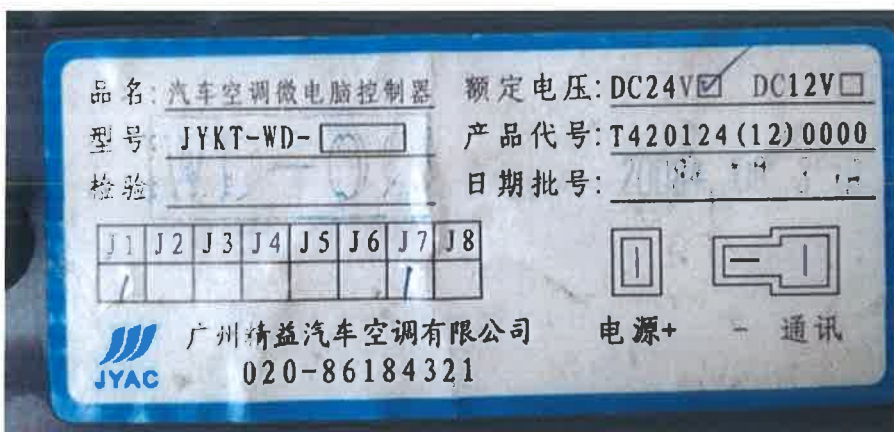 品名: 汽车空调微电脑控制器 额定电压: DC24V☑ DC12V□
型号: JYKT-WD- 产品代号: T420124(12)0000
检验: 日期批号:
J1 J2 J3 J4 J5 J6 J7 J8
/ /
广州精益汽车空调有限公司 电源+ - 通讯
JYAC 020-86184321